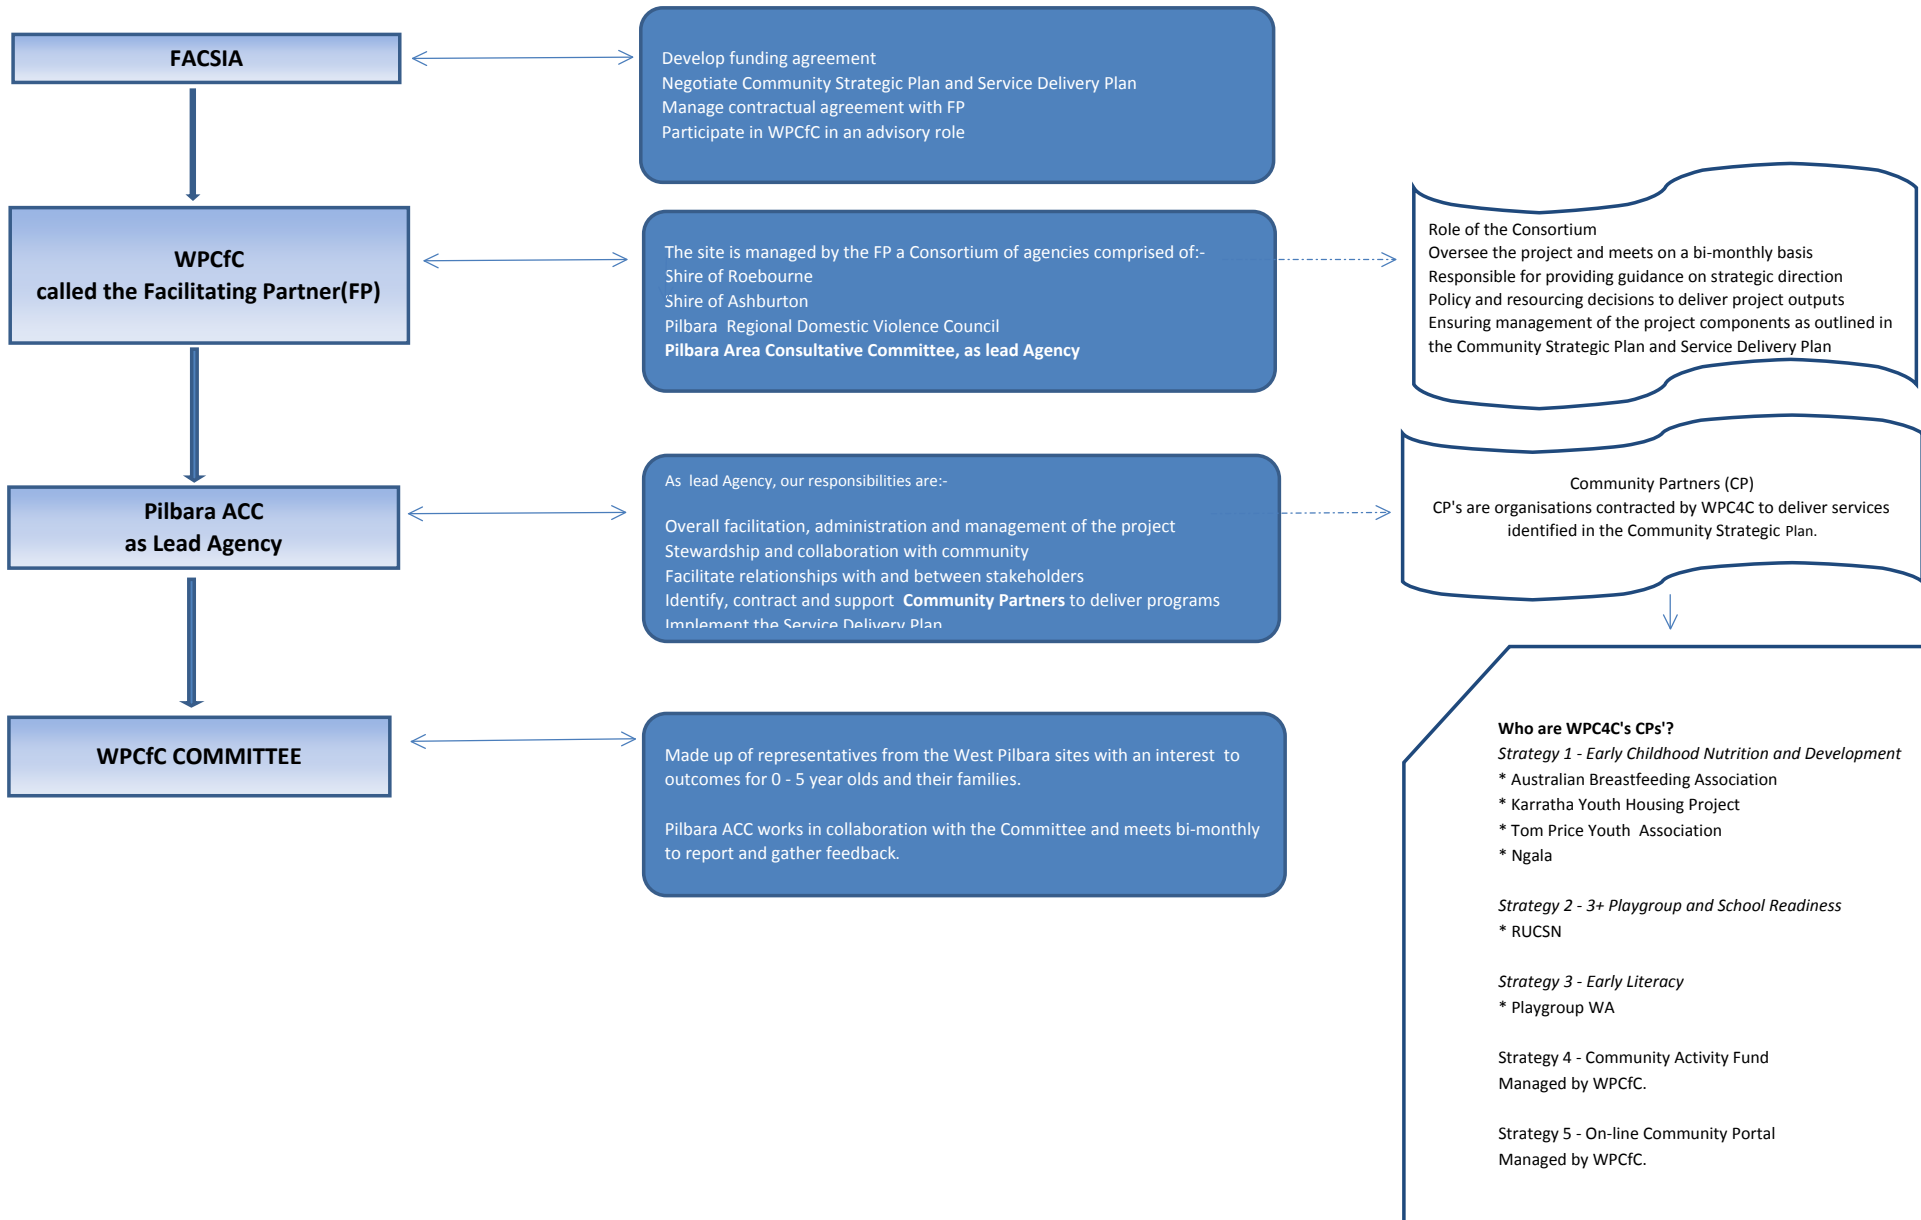 FACSIA
Develop funding agreement
Negotiate Community Strategic Plan and Service Delivery Plan
Manage contractual agreement with FP
Participate in WPCfC in an advisory role
WPCfC
called the Facilitating Partner(FP)
The site is managed by the FP a Consortium of agencies comprised of:-
Shire of Roebourne
Shire of Ashburton
Pilbara  Regional Domestic Violence Council
Pilbara Area Consultative Committee, as lead Agency
Role of the Consortium
Oversee the project and meets on a bi-monthly basis
Responsible for providing guidance on strategic direction
Policy and resourcing decisions to deliver project outputs
Ensuring management of the project components as outlined in
the Community Strategic Plan and Service Delivery Plan
Pilbara ACC
as Lead Agency
As  lead Agency, our responsibilities are:-
Overall facilitation, administration and management of the project
Stewardship and collaboration with community
Facilitate relationships with and between stakeholders
Identify, contract and support  Community Partners to deliver programs
Implement the Service Delivery Plan
Community Partners (CP)
CP's are organisations contracted by WPC4C to deliver services
identified in the Community Strategic Plan.
WPCfC COMMITTEE
Made up of representatives from the West Pilbara sites with an interest  to
outcomes for 0 - 5 year olds and their families.
Pilbara ACC works in collaboration with the Committee and meets bi-monthly
to report and gather feedback.
Who are WPC4C's CPs'?
Strategy 1 - Early Childhood Nutrition and Development
* Australian Breastfeeding Association
* Karratha Youth Housing Project
* Tom Price Youth  Association
* Ngala
Strategy 2 - 3+ Playgroup and School Readiness
* RUCSN
Strategy 3 - Early Literacy
* Playgroup WA
Strategy 4 - Community Activity Fund
Managed by WPCfC.
Strategy 5 - On-line Community Portal
Managed by WPCfC.